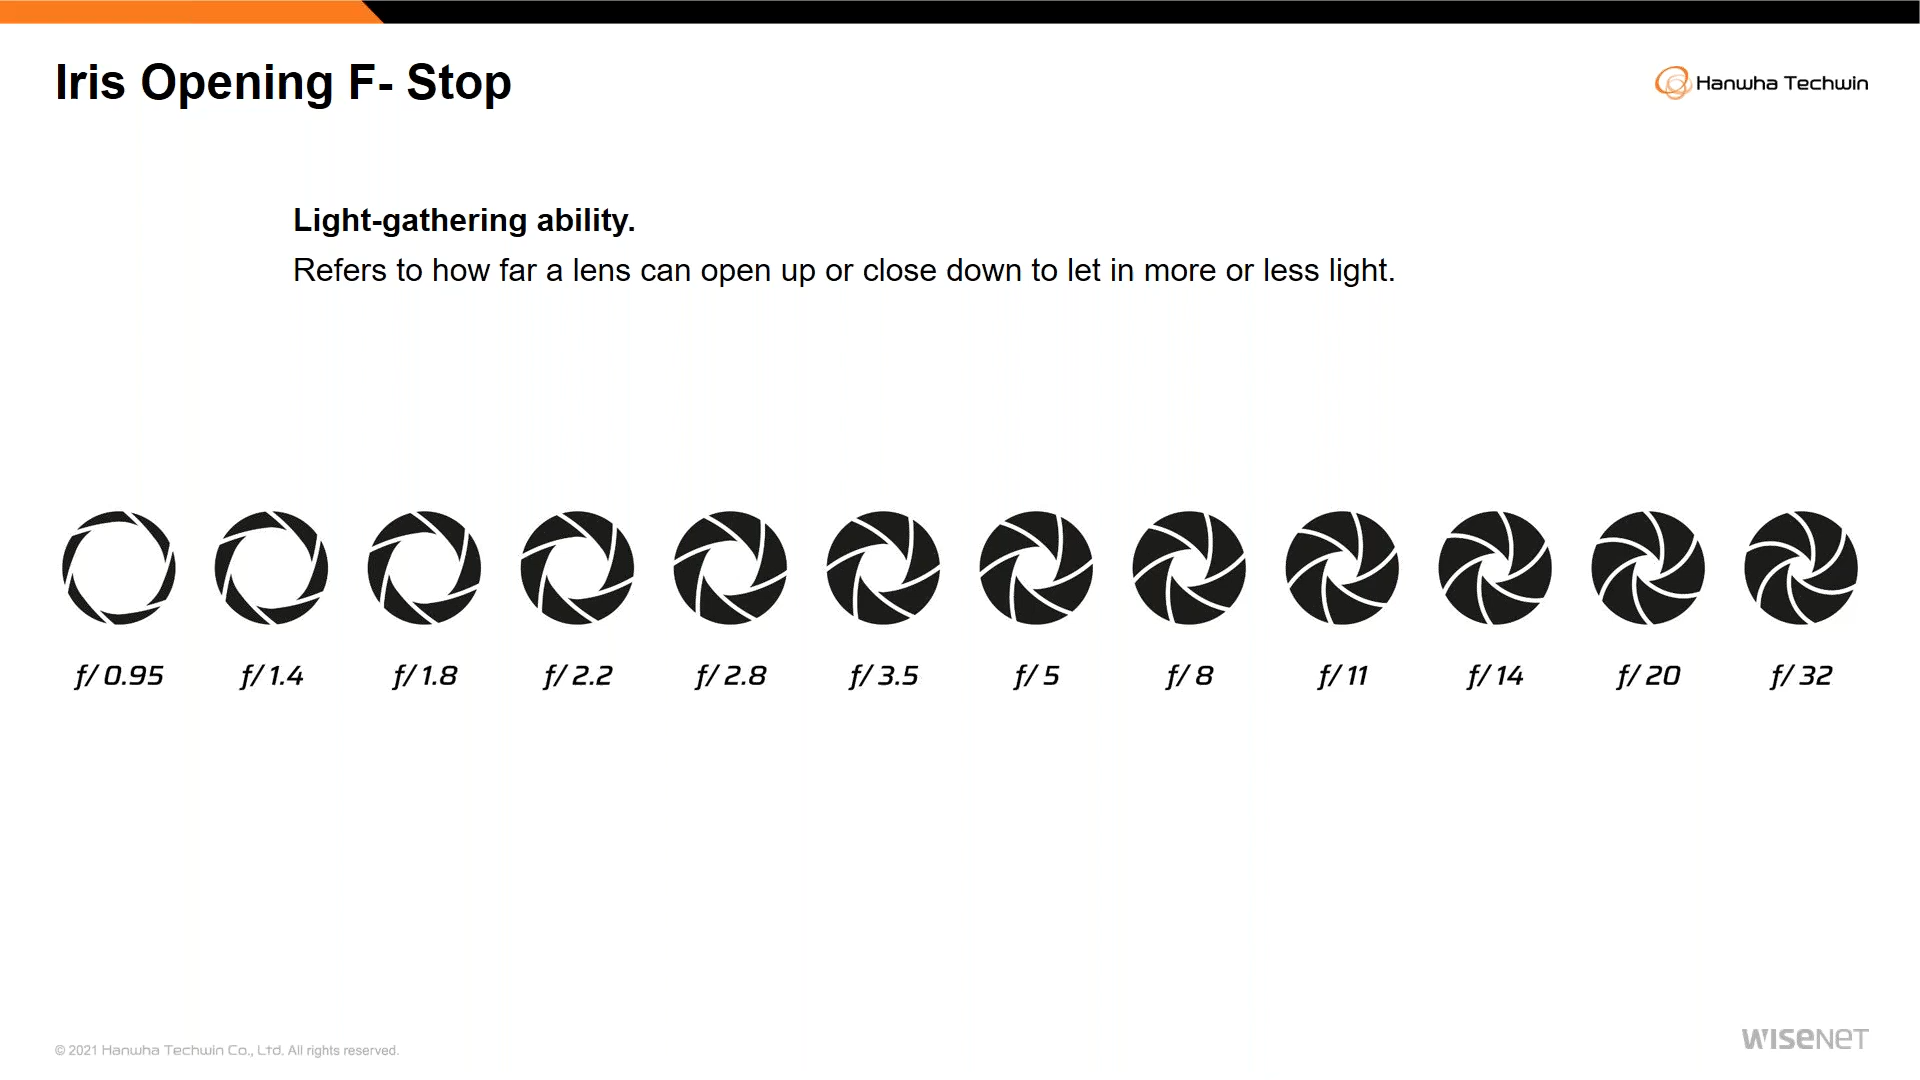 Iris Opening F- Stop
Hanwha Techwin
Light-gathering ability.
Refers to how far a lens can open up or close down to let in more or less light.
f/ 0.95 f/ 1.4 f/ 1.8 f/ 2.2 f/ 2.8 f/ 3.5 f/ 5 f/ 8 f/ 11 f/ 14 f/ 20 f/ 32
© 2021 Hanwha Techwin Co., Ltd. All rights reserved.
WISENET